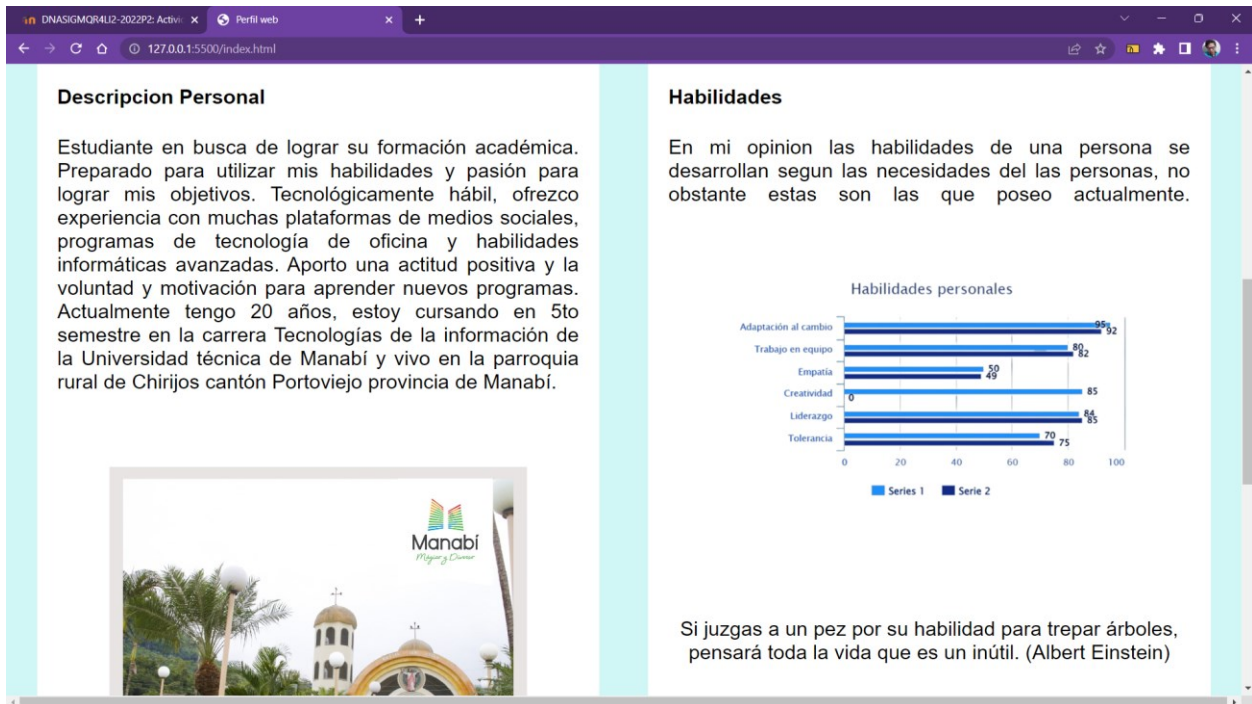 DNASIGMQR4LI2-2022P2: Activi
Perfil web
127.0.0.1:5500/index.html
Descripcion Personal
Estudiante en busca de lograr su formación académica.
Preparado para utilizar mis habilidades y pasión para
lograr mis objetivos. Tecnológicamente hábil, ofrezco
experiencia con muchas plataformas de medios sociales,
programas de tecnología de oficina y habilidades
informáticas avanzadas. Aporto una actitud positiva y la
voluntad y motivación para aprender nuevos programas.
Actualmente tengo 20 años, estoy cursando en 5to
semestre en la carrera Tecnologías de la información de
la Universidad técnica de Manabí y vivo en la parroquia
rural de Chirijos cantón Portoviejo provincia de Manabí.
Manabí
Habilidades
En mi opinion las habilidades de una persona se
desarrollan segun las necesidades del las personas, no
obstante estas son las que poseo actualmente.
Habilidades personales
Adaptación al cambio 95 92
Trabajo en equipo 80 82
Empatía 50 49
Creatividad 85 0
Liderazgo 84 85
Tolerancia 70 75
0 20 40 60 80 100
Series 1 Serie 2
Si juzgas a un pez por su habilidad para trepar árboles,
pensará toda la vida que es un inútil. (Albert Einstein)